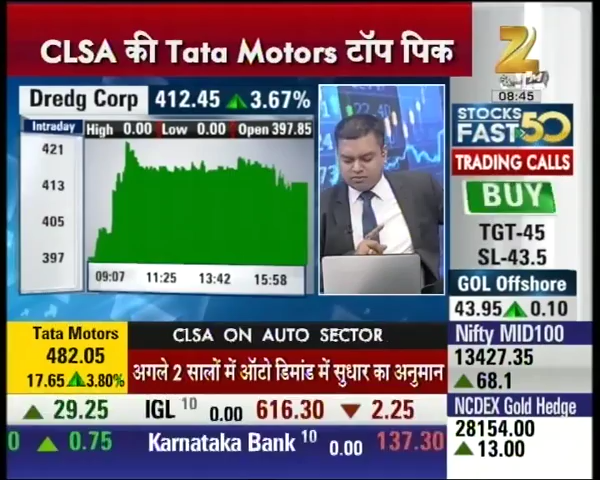 CLSA की Tata Motors टॉप पिक
Z
08:45
Dredg Corp 412.45 ▲ 3.67%
Intraday High 0.00 Low 0.00 Open 397.85
421
413
405
397
09:07 11:25 13:42 15:58
STOCKS
FAST 50
TRADING CALLS
BUY
TGT-45
SL-43.5
GOL Offshore
43.95 ▲ 0.10
Tata Motors
482.05
17.65 ▲ 3.80%
CLSA ON AUTO SECTOR
अगले 2 सालों में ऑटो डिमांड में सुधार का अनुमान
Nifty MID100
13427.35
▲ 68.1
▲ 29.25 IGL 10 0.00 616.30 ▼ 2.25
0 ▲ 0.75 Karnataka Bank 10 0.00 137.30
NCDEX Gold Hedge
28154.00
▲ 13.00